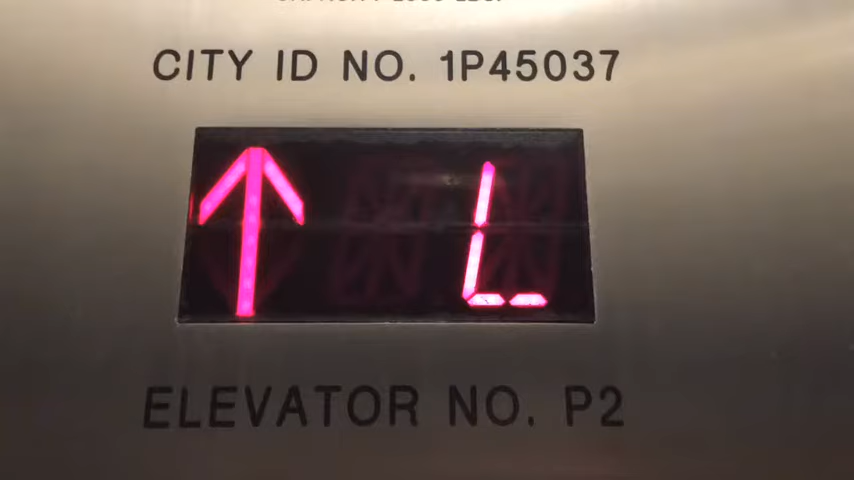 CITY ID NO. 1P45037
↑ L
ELEVATOR NO. P2